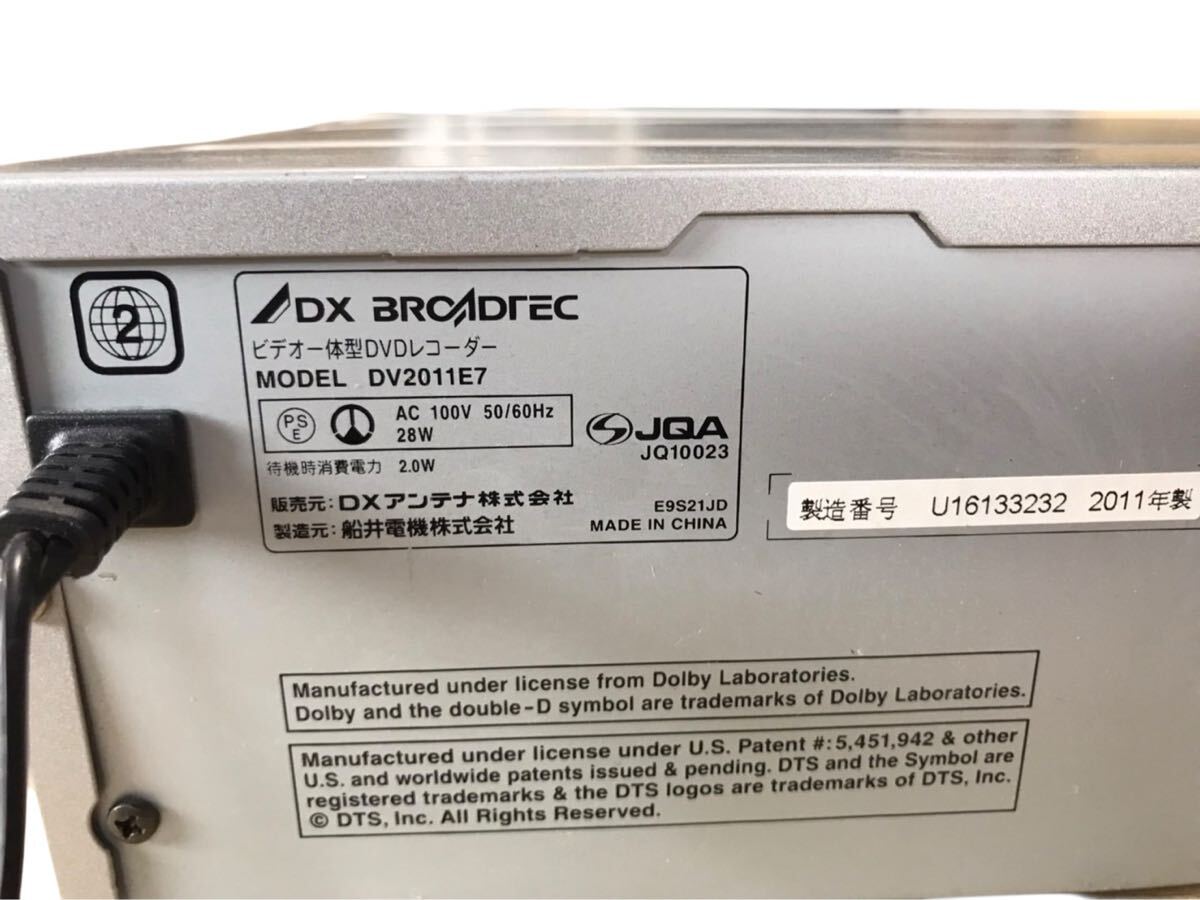 2
DX BROADTEC
ビデオ一体型DVDレコーダー
MODEL DV2011E7
PS
E
AC 100V 50/60Hz
28W
JQA
JQ10023
待機時消費電力 2.0W
販売元：DXアンテナ株式会社
製造元：船井電機株式会社
E9S21JD
MADE IN CHINA
製造番号 U16133232 2011年製
Manufactured under license from Dolby Laboratories.
Dolby and the double-D symbol are trademarks of Dolby Laboratories.
Manufactured under license under U.S. Patent #: 5,451,942 & other
U.S. and worldwide patents issued & pending. DTS and the Symbol are
registered trademarks & the DTS logos are trademarks of DTS, Inc.
© DTS, Inc. All Rights Reserved.